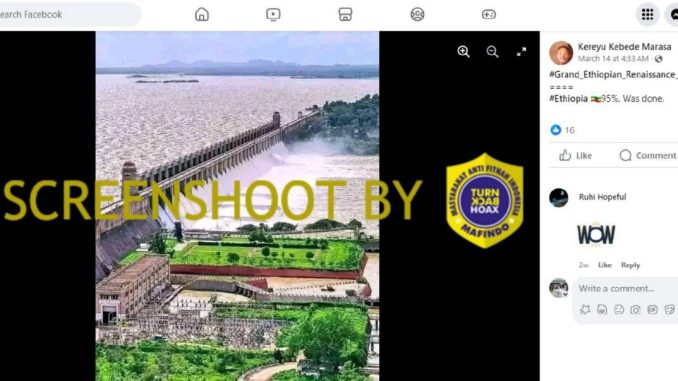 earch Facebook
Kereyu Kebede Marasa
March 14 at 4:33 AM
#Grand_Ethiopian_Renaissance_
====
#Ethiopia 🇪🇹95%. Was done.
16
Like
Comment
SCREENSHOOT BY
MASYARAKAT ANTI FITNAH INDONESIA
TURN
BACK
HOAX
MAFINDO
Ruhi Hopeful
WOW
2w Like Reply
Write a comment...